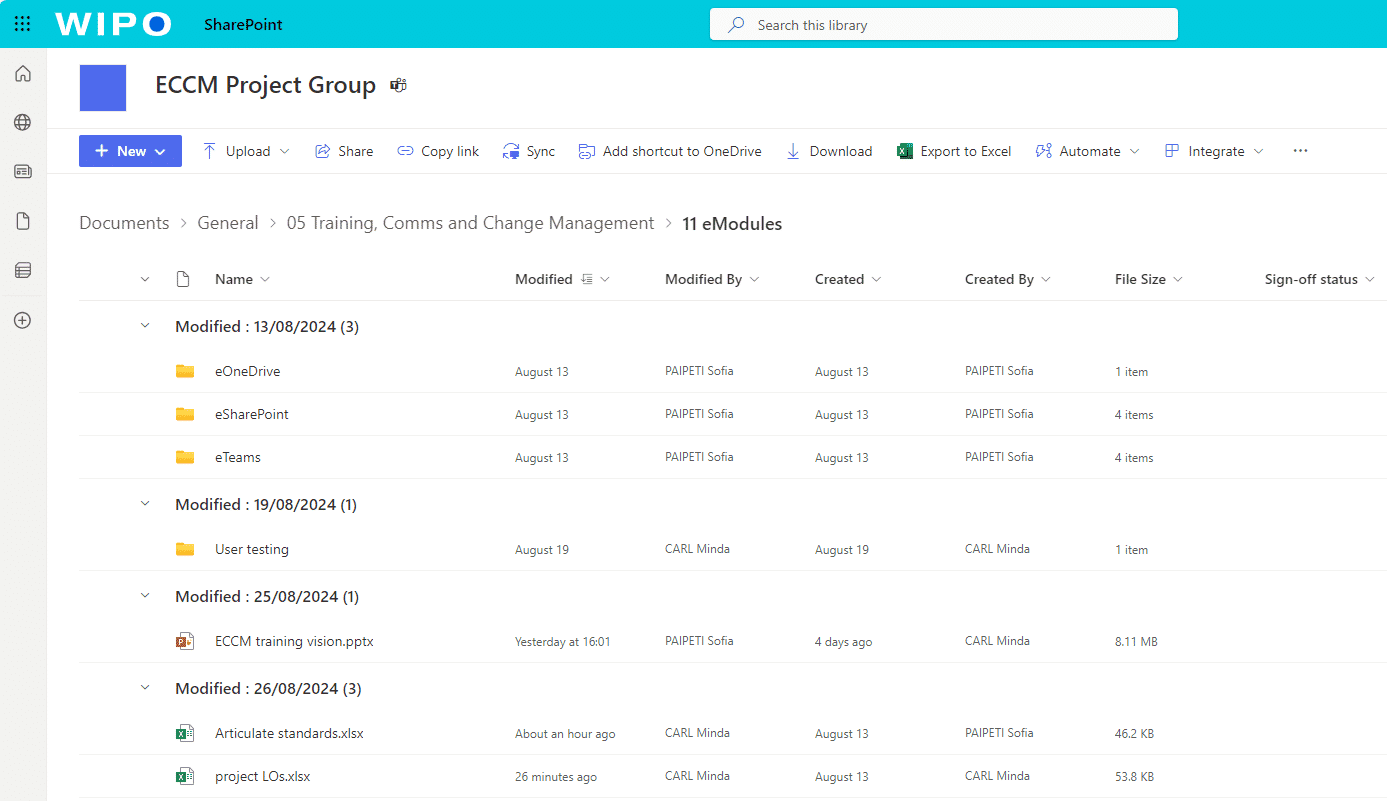 WIPO SharePoint Search this library
ECCM Project Group
New Upload Share Copy link Sync Add shortcut to OneDrive Download Export to Excel Automate Integrate ...
Documents > General > 05 Training, Comms and Change Management > 11 eModules
Name Modified Modified By Created Created By File Size Sign-off status
Modified : 13/08/2024 (3)
eOneDrive August 13 PAIPETI Sofia August 13 PAIPETI Sofia 1 item
eSharePoint August 13 PAIPETI Sofia August 13 PAIPETI Sofia 4 items
eTeams August 13 PAIPETI Sofia August 13 PAIPETI Sofia 4 items
Modified : 19/08/2024 (1)
User testing August 19 CARL Minda August 19 CARL Minda 1 item
Modified : 25/08/2024 (1)
ECCM training vision.pptx Yesterday at 16:01 PAIPETI Sofia 4 days ago CARL Minda 8.11 MB
Modified : 26/08/2024 (3)
Articulate standards.xlsx About an hour ago CARL Minda August 13 PAIPETI Sofia 46.2 KB
project LOs.xlsx 26 minutes ago CARL Minda August 13 CARL Minda 53.8 KB